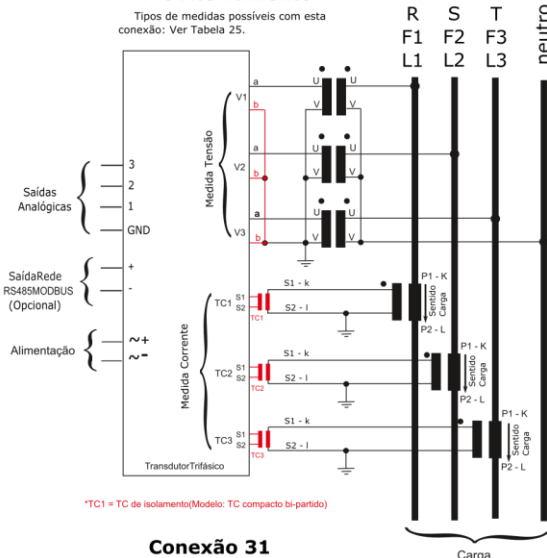 Tipos de medidas possíveis com esta
conexão: Ver Tabela 25.
R S T
F1 F2 F3
L1 L2 L3
neutro
V1 a
b
U U
V V
V2 a
b
U U
V V
V3 a
b
U U
V V
Medida Tensão
Saídas
Analógicas
3
2
1
GND
SaídaRede
RS485MODBUS
(Opcional)
+
-
Alimentação
~+
~-
Medida Corrente
TC1 S1
S2
TC1
S1 - k
S2 - l
P1 - K
Sentido
Carga
P2 - L
TC2 S1
S2
TC2
S1 - k
S2 - l
P1 - K
Sentido
Carga
P2 - L
TC3 S1
S2
TC3
S1 - k
S2 - l
P1 - K
Sentido
Carga
P2 - L
TransdutorTrifásico
*TC1 = TC de isolamento(Modelo: TC compacto bi-partido)
Conexão 31
Carga